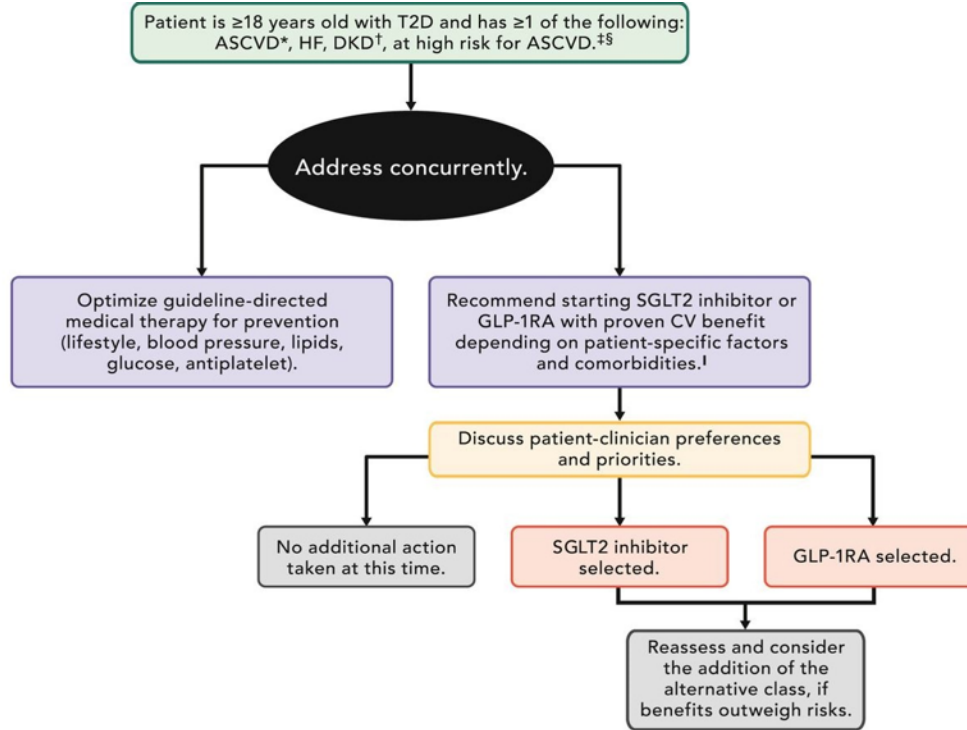 Patient is ≥18 years old with T2D and has ≥1 of the following:
ASCVD*, HF, DKD†, at high risk for ASCVD.‡§
Address concurrently.
Optimize guideline-directed
medical therapy for prevention
(lifestyle, blood pressure, lipids,
glucose, antiplatelet).
Recommend starting SGLT2 inhibitor or
GLP-1RA with proven CV benefit
depending on patient-specific factors
and comorbidities.ǁ
Discuss patient-clinician preferences
and priorities.
No additional action
taken at this time.
SGLT2 inhibitor
selected.
GLP-1RA selected.
Reassess and consider
the addition of the
alternative class, if
benefits outweigh risks.